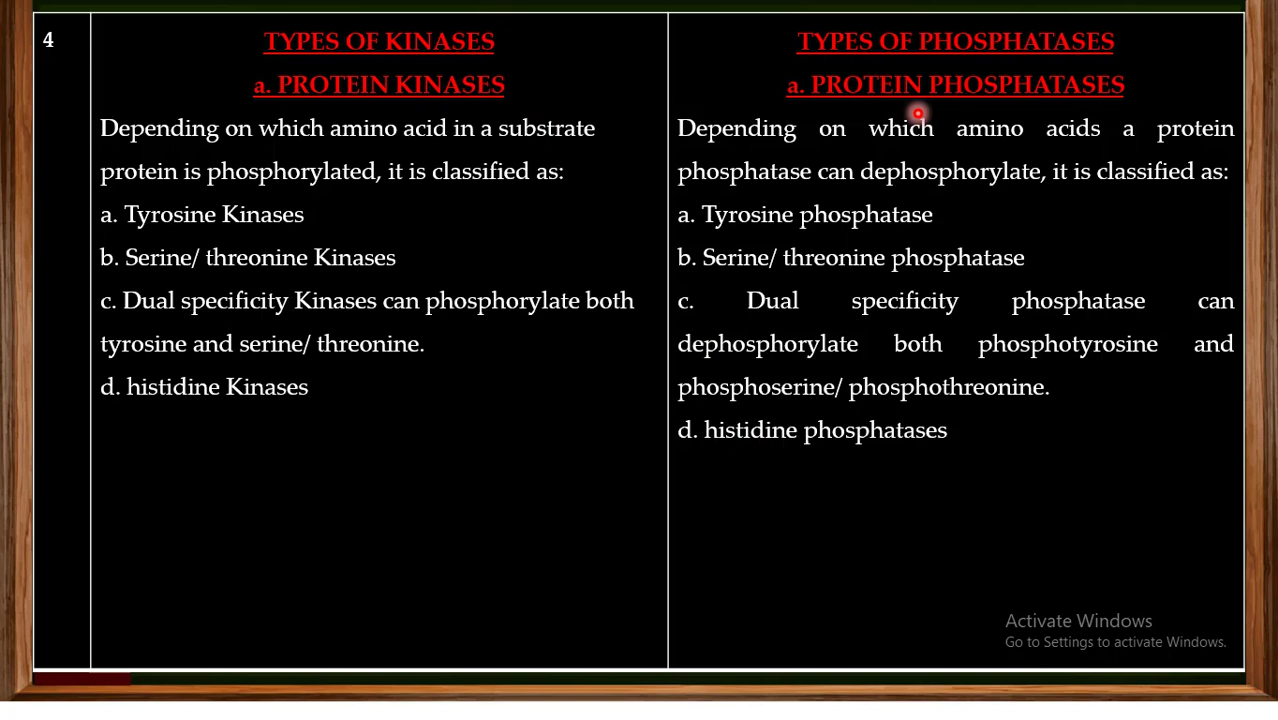 4
TYPES OF KINASES
a. PROTEIN KINASES
Depending on which amino acid in a substrate
protein is phosphorylated, it is classified as:
a. Tyrosine Kinases
b. Serine/ threonine Kinases
c. Dual specificity Kinases can phosphorylate both
tyrosine and serine/ threonine.
d. histidine Kinases
TYPES OF PHOSPHATASES
a. PROTEIN PHOSPHATASES
Depending on which amino acids a protein
phosphatase can dephosphorylate, it is classified as:
a. Tyrosine phosphatase
b. Serine/ threonine phosphatase
c. Dual specificity phosphatase can
dephosphorylate both phosphotyrosine and
phosphoserine/ phosphothreonine.
d. histidine phosphatases
Activate Windows
Go to Settings to activate Windows.